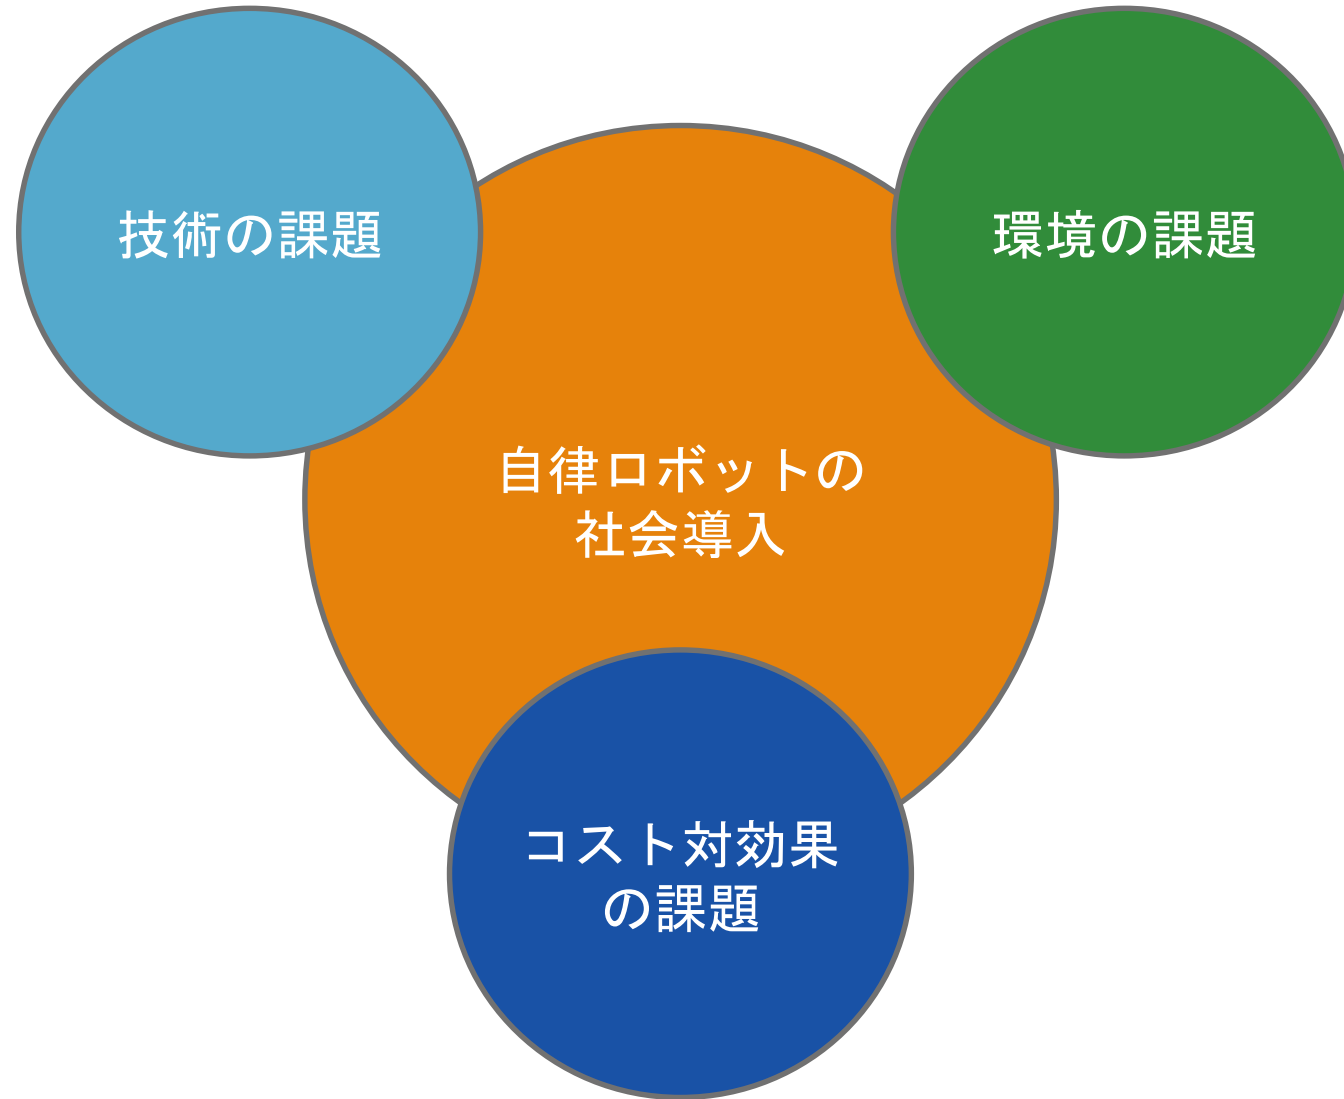 技術の課題
環境の課題
自律ロボットの
社会導入
コスト対効果
の課題